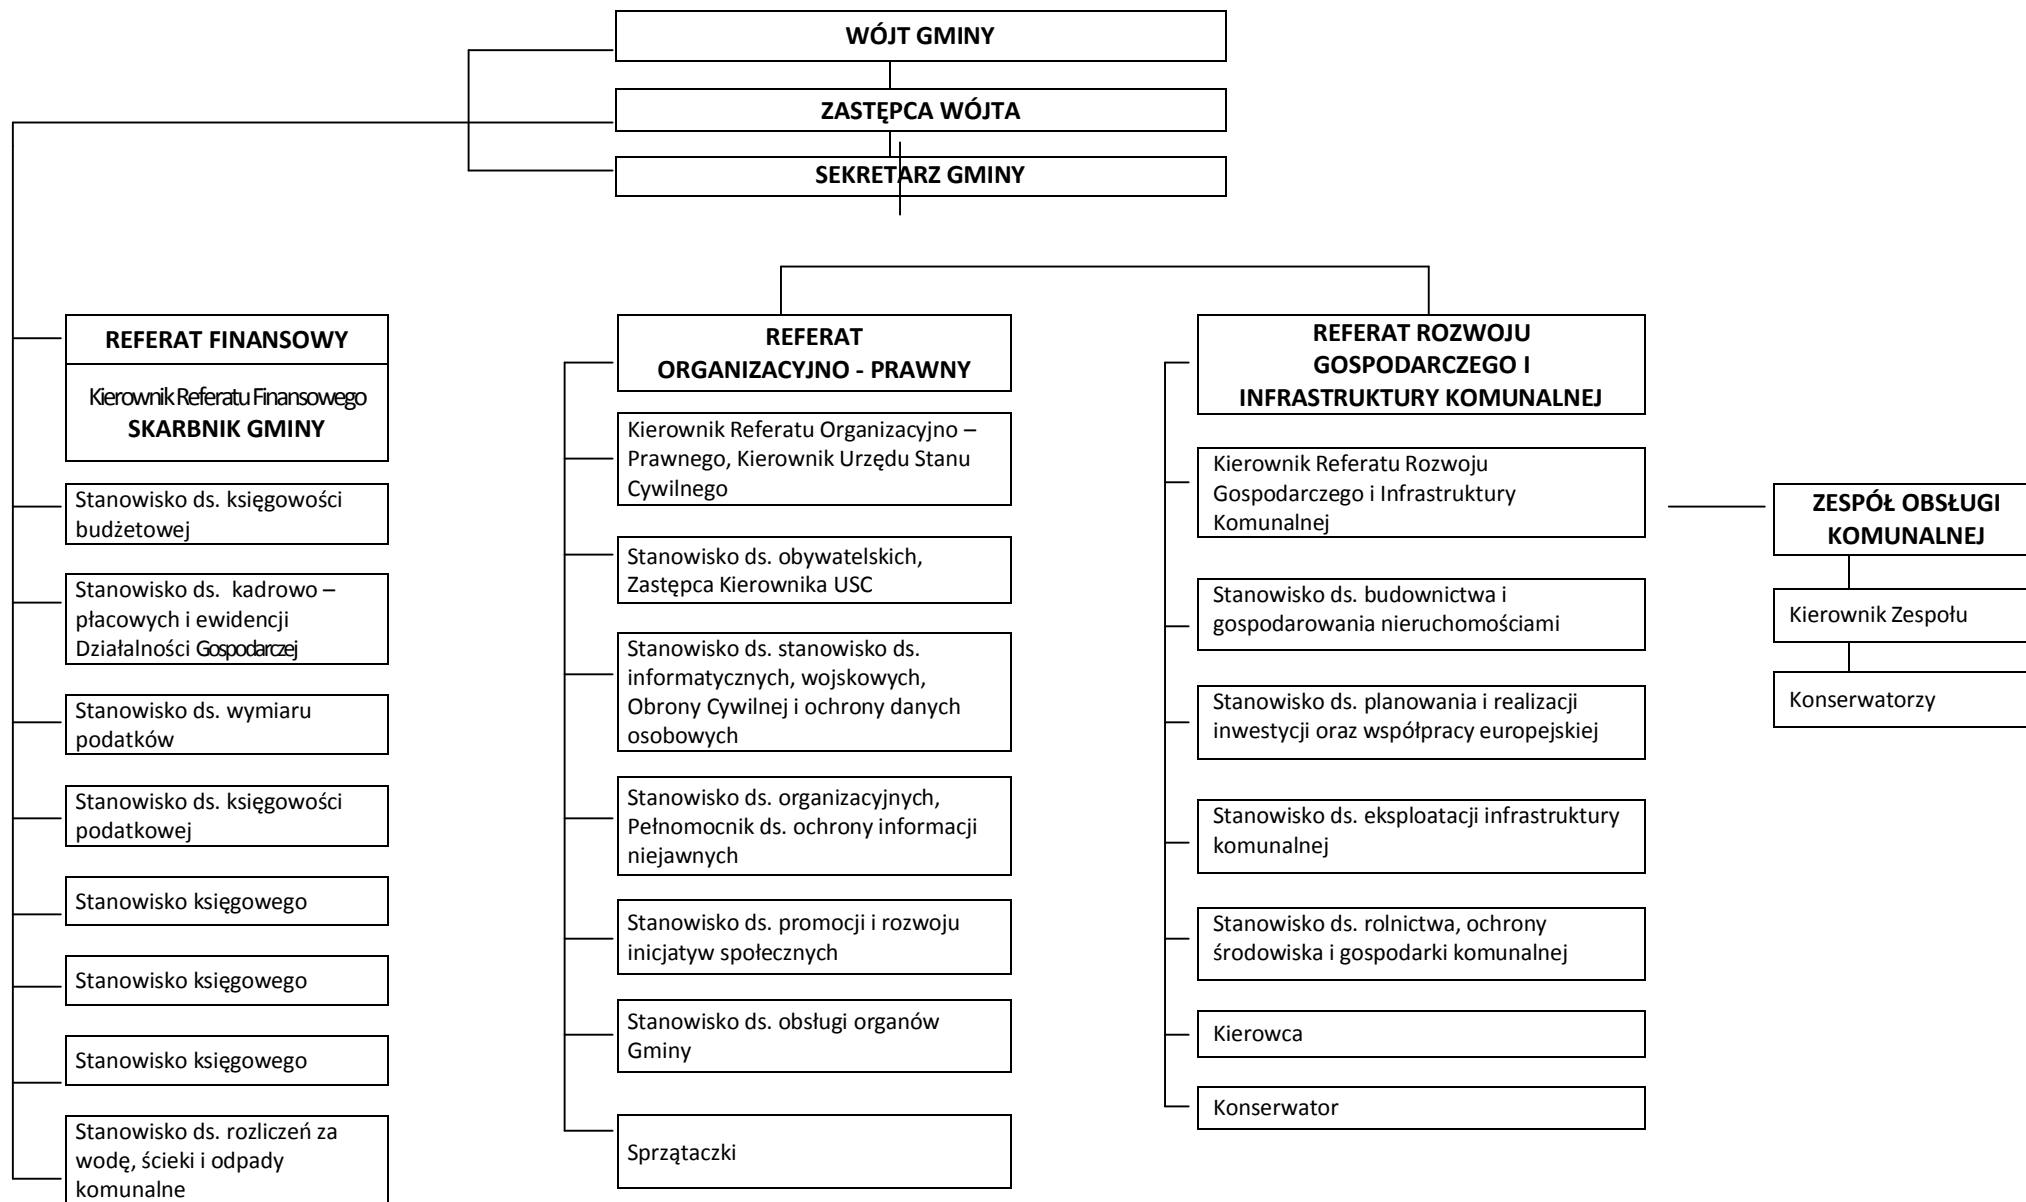 WÓJT GMINY
ZASTĘPCA WÓJTA
SEKRETARZ GMINY
REFERAT FINANSOWY
Kierownik Referatu Finansowego
SKARBNIK GMINY
Stanowisko ds. księgowości
budżetowej
Stanowisko ds. kadrowo –
płacowych i ewidencji
Działalności Gospodarczej
Stanowisko ds. wymiaru
podatków
Stanowisko ds. księgowości
podatkowej
Stanowisko księgowego
Stanowisko księgowego
Stanowisko księgowego
Stanowisko ds. rozliczeń za
wodę, ścieki i odpady
komunalne
REFERAT
ORGANIZACYJNO - PRAWNY
Kierownik Referatu Organizacyjno –
Prawnego, Kierownik Urzędu Stanu
Cywilnego
Stanowisko ds. obywatelskich,
Zastępca Kierownika USC
Stanowisko ds. stanowisko ds.
informatycznych, wojskowych,
Obrony Cywilnej i ochrony danych
osobowych
Stanowisko ds. organizacyjnych,
Pełnomocnik ds. ochrony informacji
niejawnych
Stanowisko ds. promocji i rozwoju
inicjatyw społecznych
Stanowisko ds. obsługi organów
Gminy
Sprzątaczki
REFERAT ROZWOJU
GOSPODARCZEGO I
INFRASTRUKTURY KOMUNALNEJ
Kierownik Referatu Rozwoju
Gospodarczego i Infrastruktury
Komunalnej
Stanowisko ds. budownictwa i
gospodarowania nieruchomościami
Stanowisko ds. planowania i realizacji
inwestycji oraz współpracy europejskiej
Stanowisko ds. eksploatacji infrastruktury
komunalnej
Stanowisko ds. rolnictwa, ochrony
środowiska i gospodarki komunalnej
Kierowca
Konserwator
ZESPÓŁ OBSŁUGI
KOMUNALNEJ
Kierownik Zespołu
Konserwatorzy